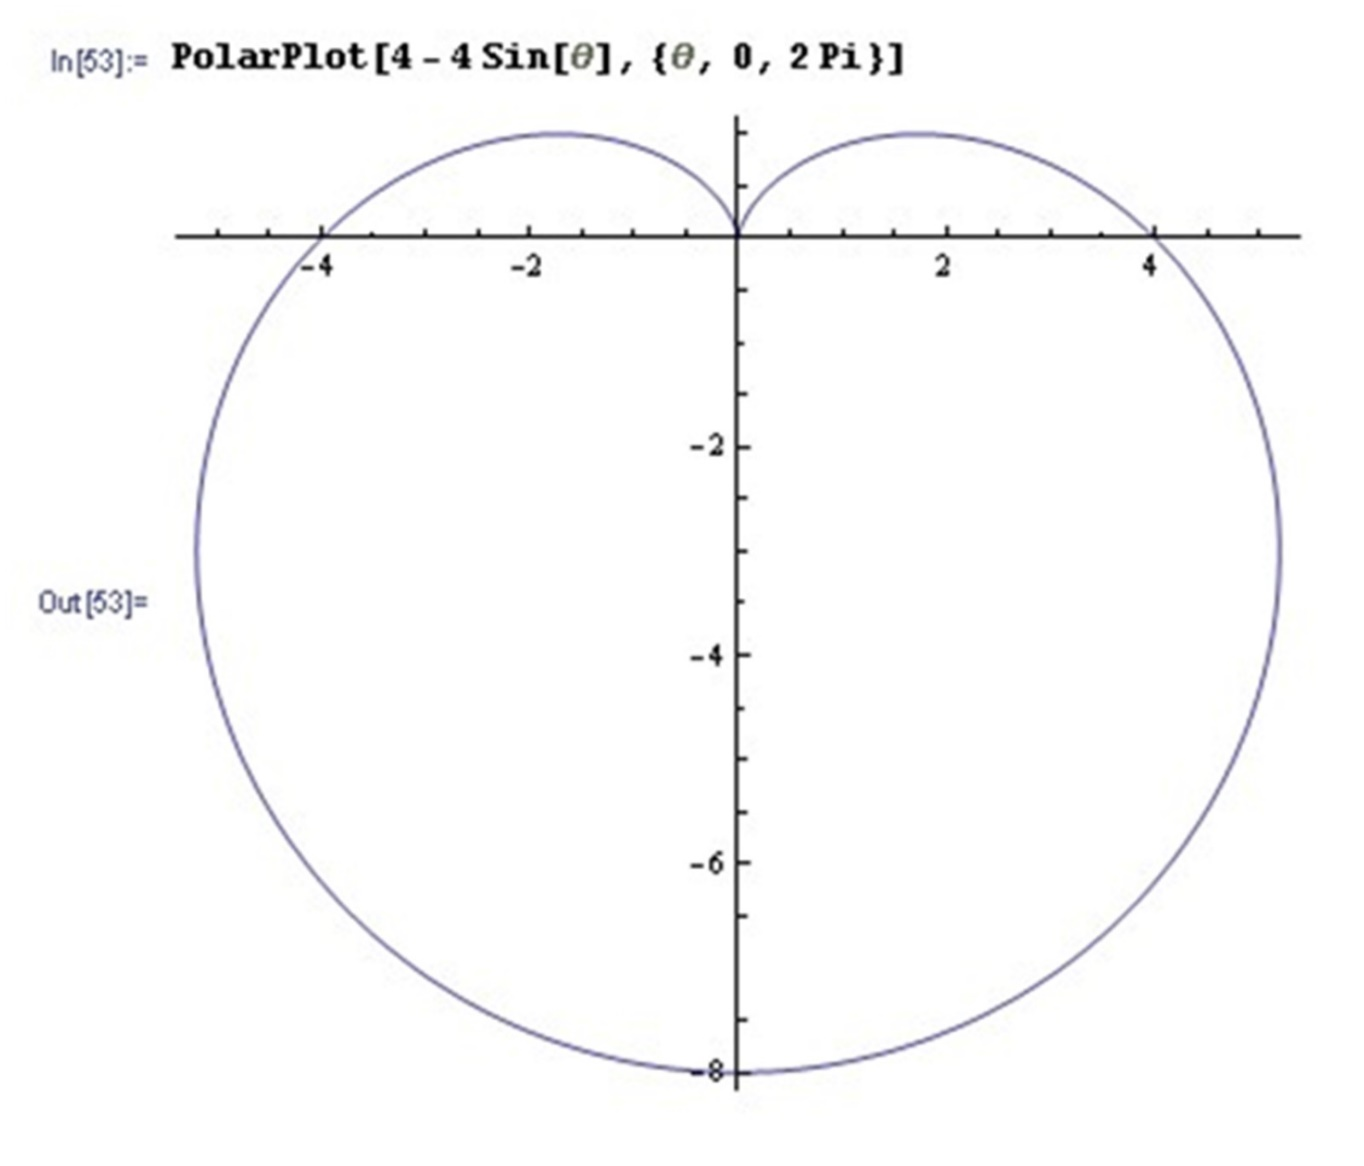 In[53]:= PolarPlot[4 - 4 Sin[θ], {θ, 0, 2 Pi}]
-4 -2 2 4
-2
Out[53]=
-4
-6
-8